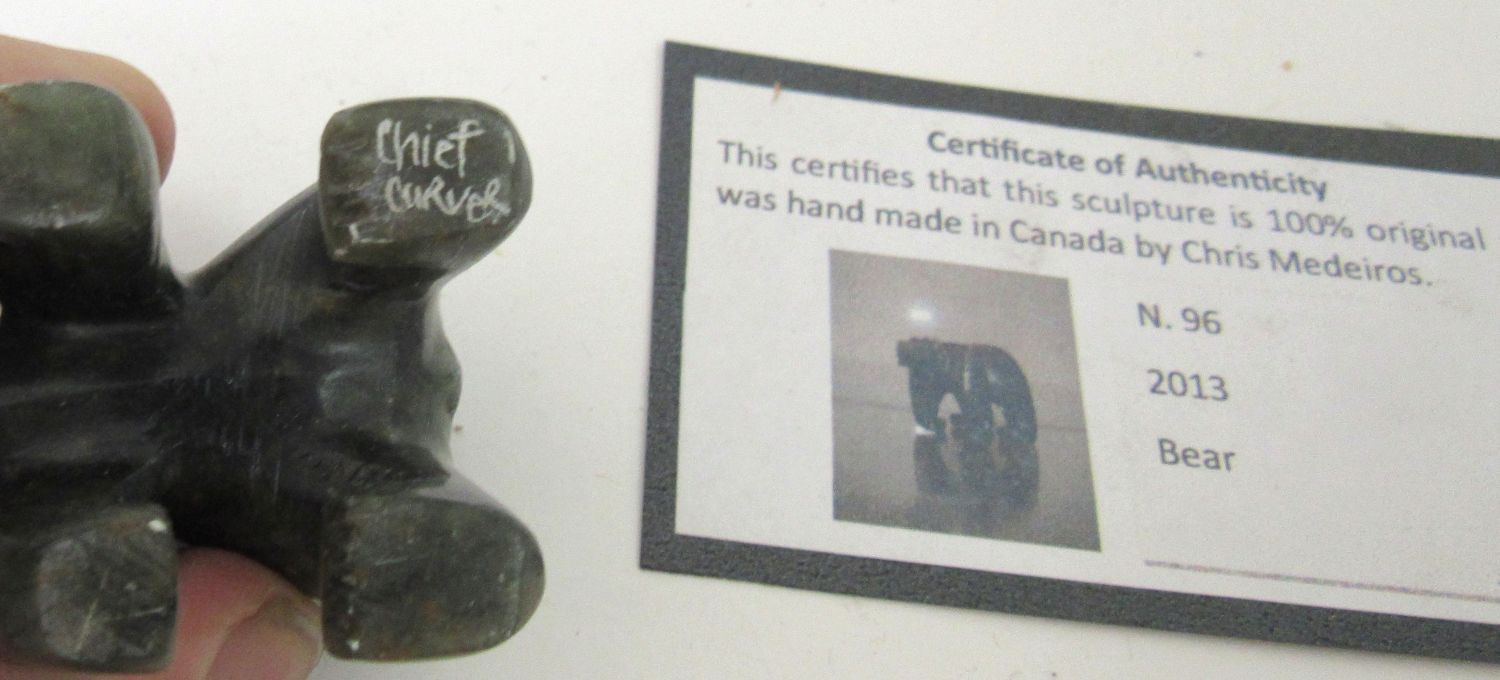 Chief
CURVER
Certificate of Authenticity
This certifies that this sculpture is 100% original
was hand made in Canada by Chris Medeiros.
N. 96
2013
Bear